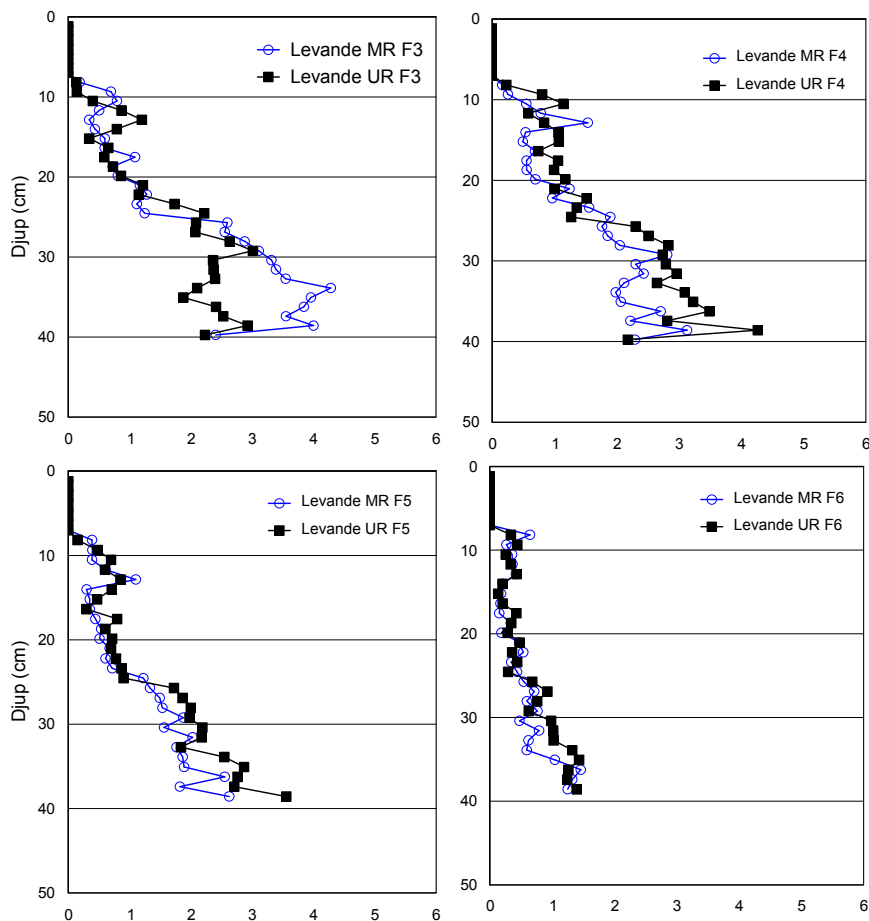 0
10
20
30
40
50
Djup (cm)
Levande MR F3
Levande UR F3
0 1 2 3 4 5 6
0
10
20
30
40
50
Levande MR F4
Levande UR F4
0 1 2 3 4 5 6
0
10
20
30
40
50
Djup (cm)
Levande MR F5
Levande UR F5
0 1 2 3 4 5 6
0
10
20
30
40
50
Levande MR F6
Levande UR F6
0 1 2 3 4 5 6